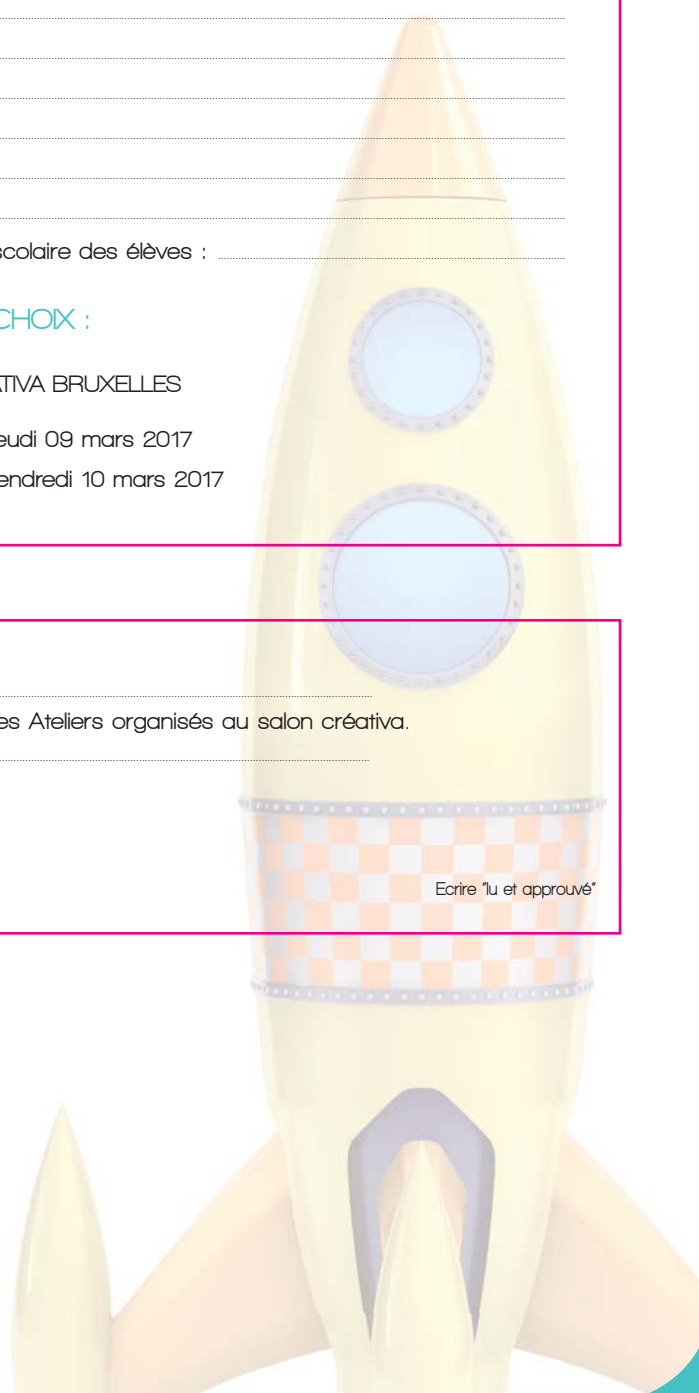 scolaire des élèves :
CHOIX :
ATIVA BRUXELLES
eudi 09 mars 2017
endredi 10 mars 2017
es Ateliers organisés au salon créativa.
Ecrire "lu et approuvé"